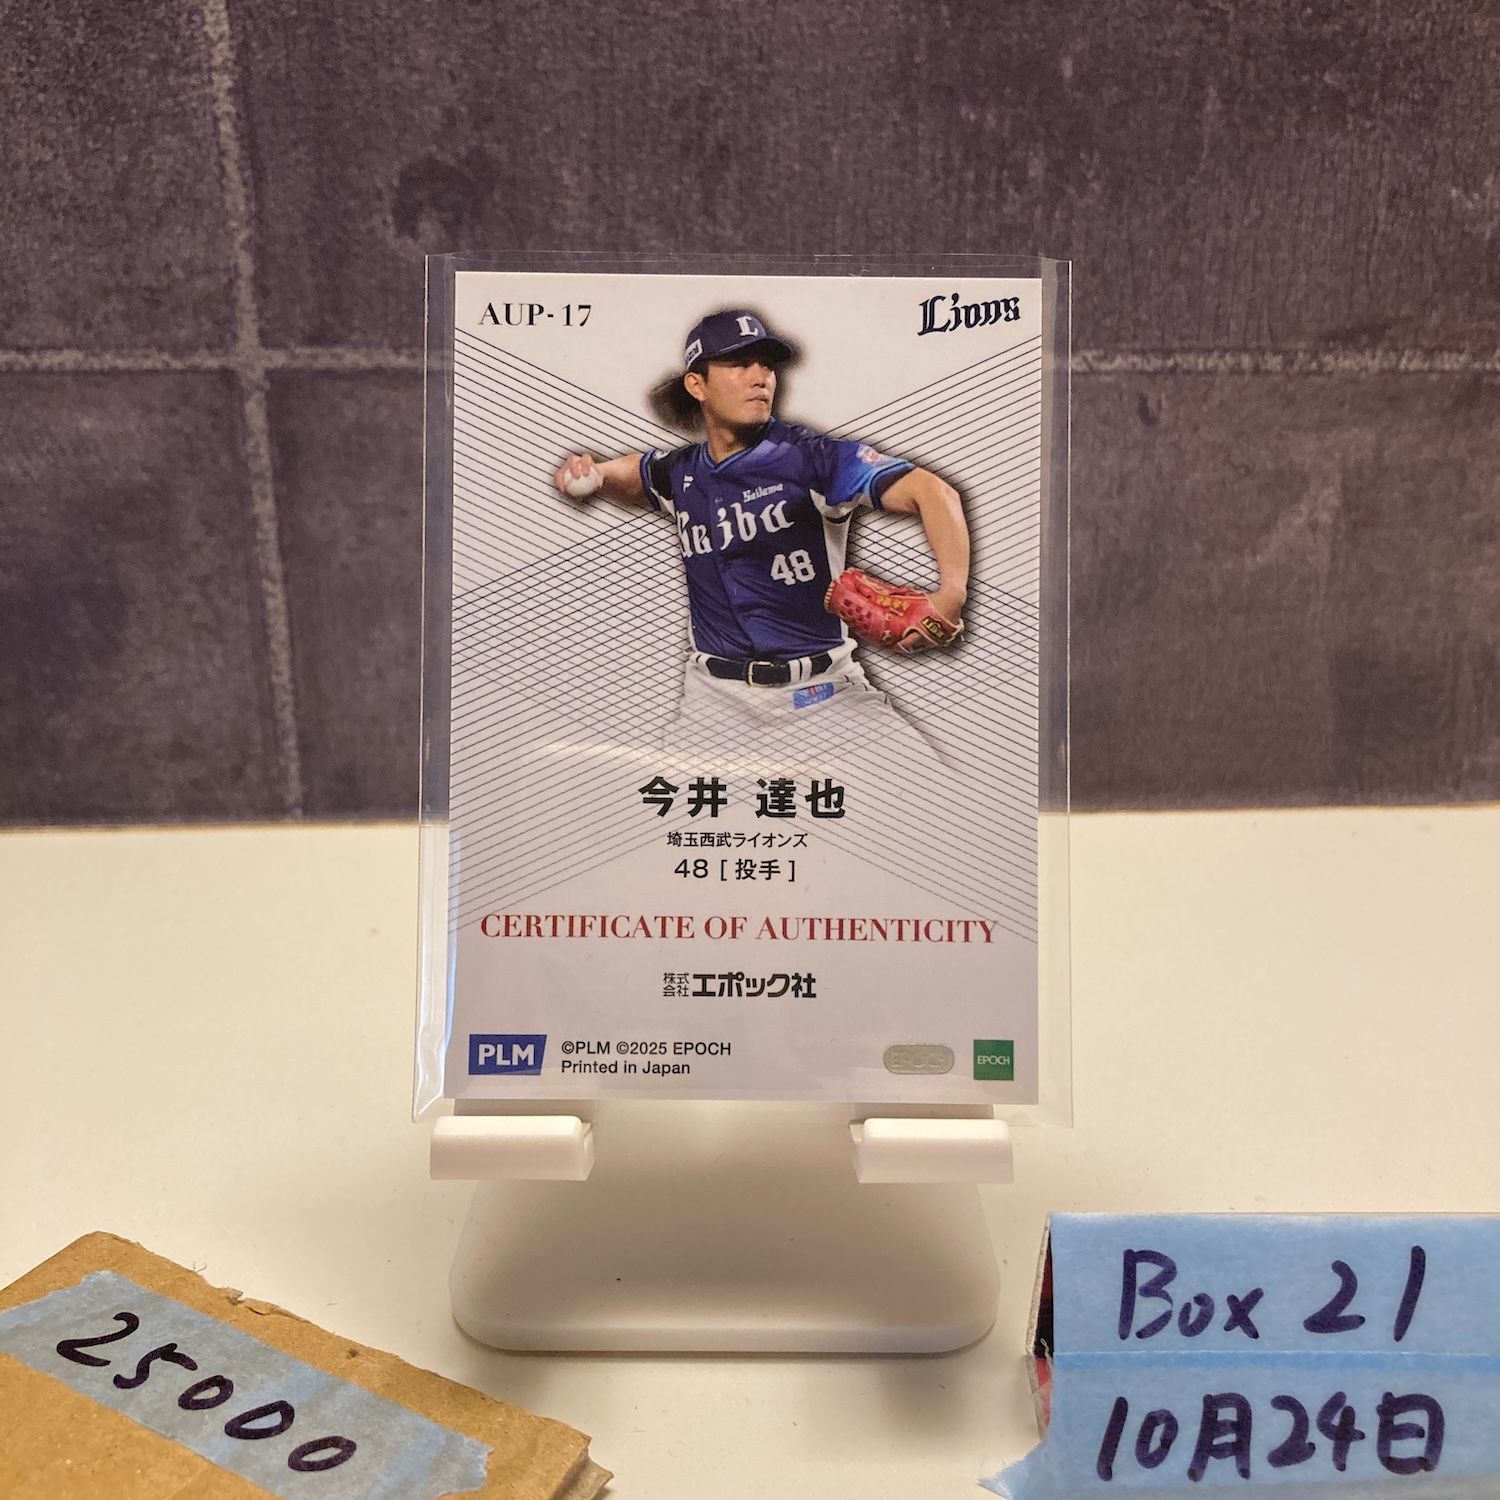 AUP-17
Lions
L
Saitama
Seibu
48
今井 達也
埼玉西武ライオンズ
48 [ 投手 ]
CERTIFICATE OF AUTHENTICITY
株式会社エポック社
PLM
©PLM ©2025 EPOCH
Printed in Japan
EPOCH
EPOCH
25000
Box 21
10月24日